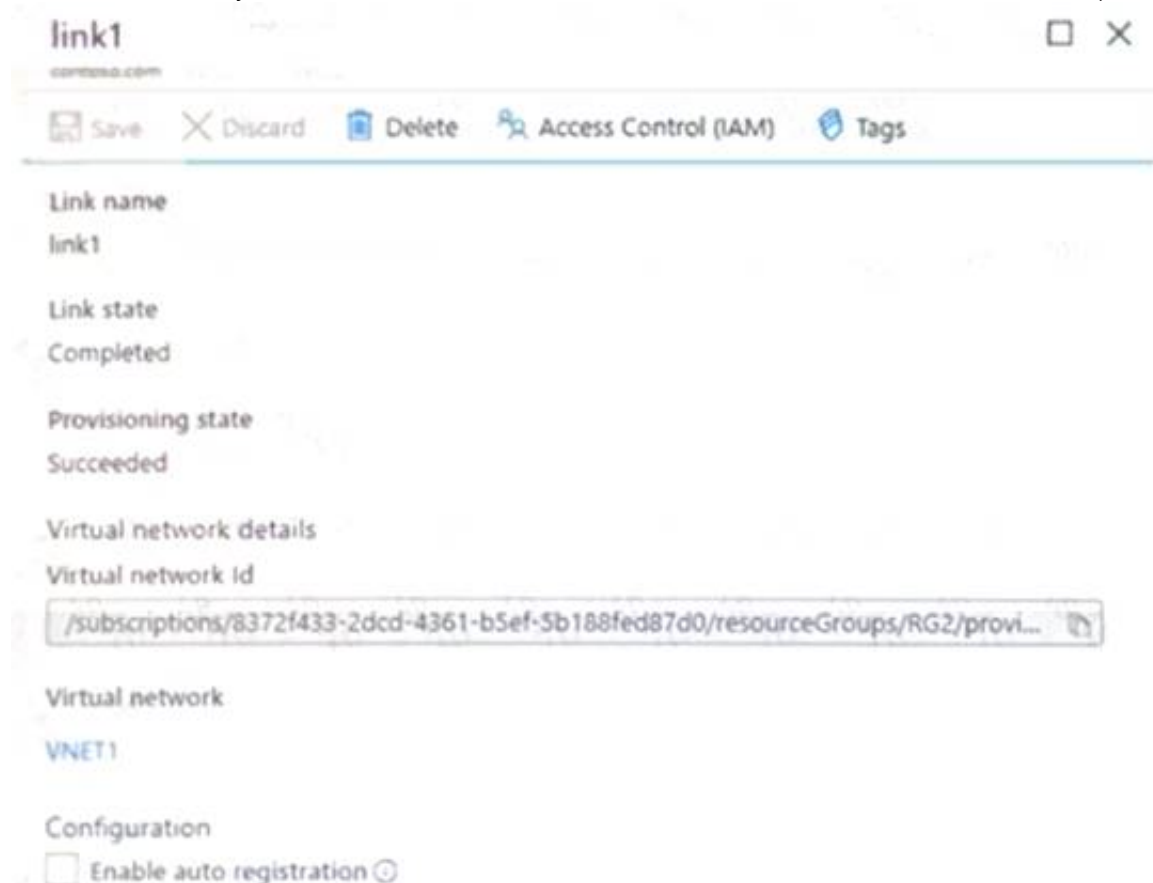 link1
contoso.com
Save Discard Delete Access Control (IAM) Tags
Link name
link1
Link state
Completed
Provisioning state
Succeeded
Virtual network details
Virtual network Id
/subscriptions/8372f433-2dcd-4361-b5ef-5b188fed87d0/resourceGroups/RG2/provi...
Virtual network
VNET1
Configuration
Enable auto registration